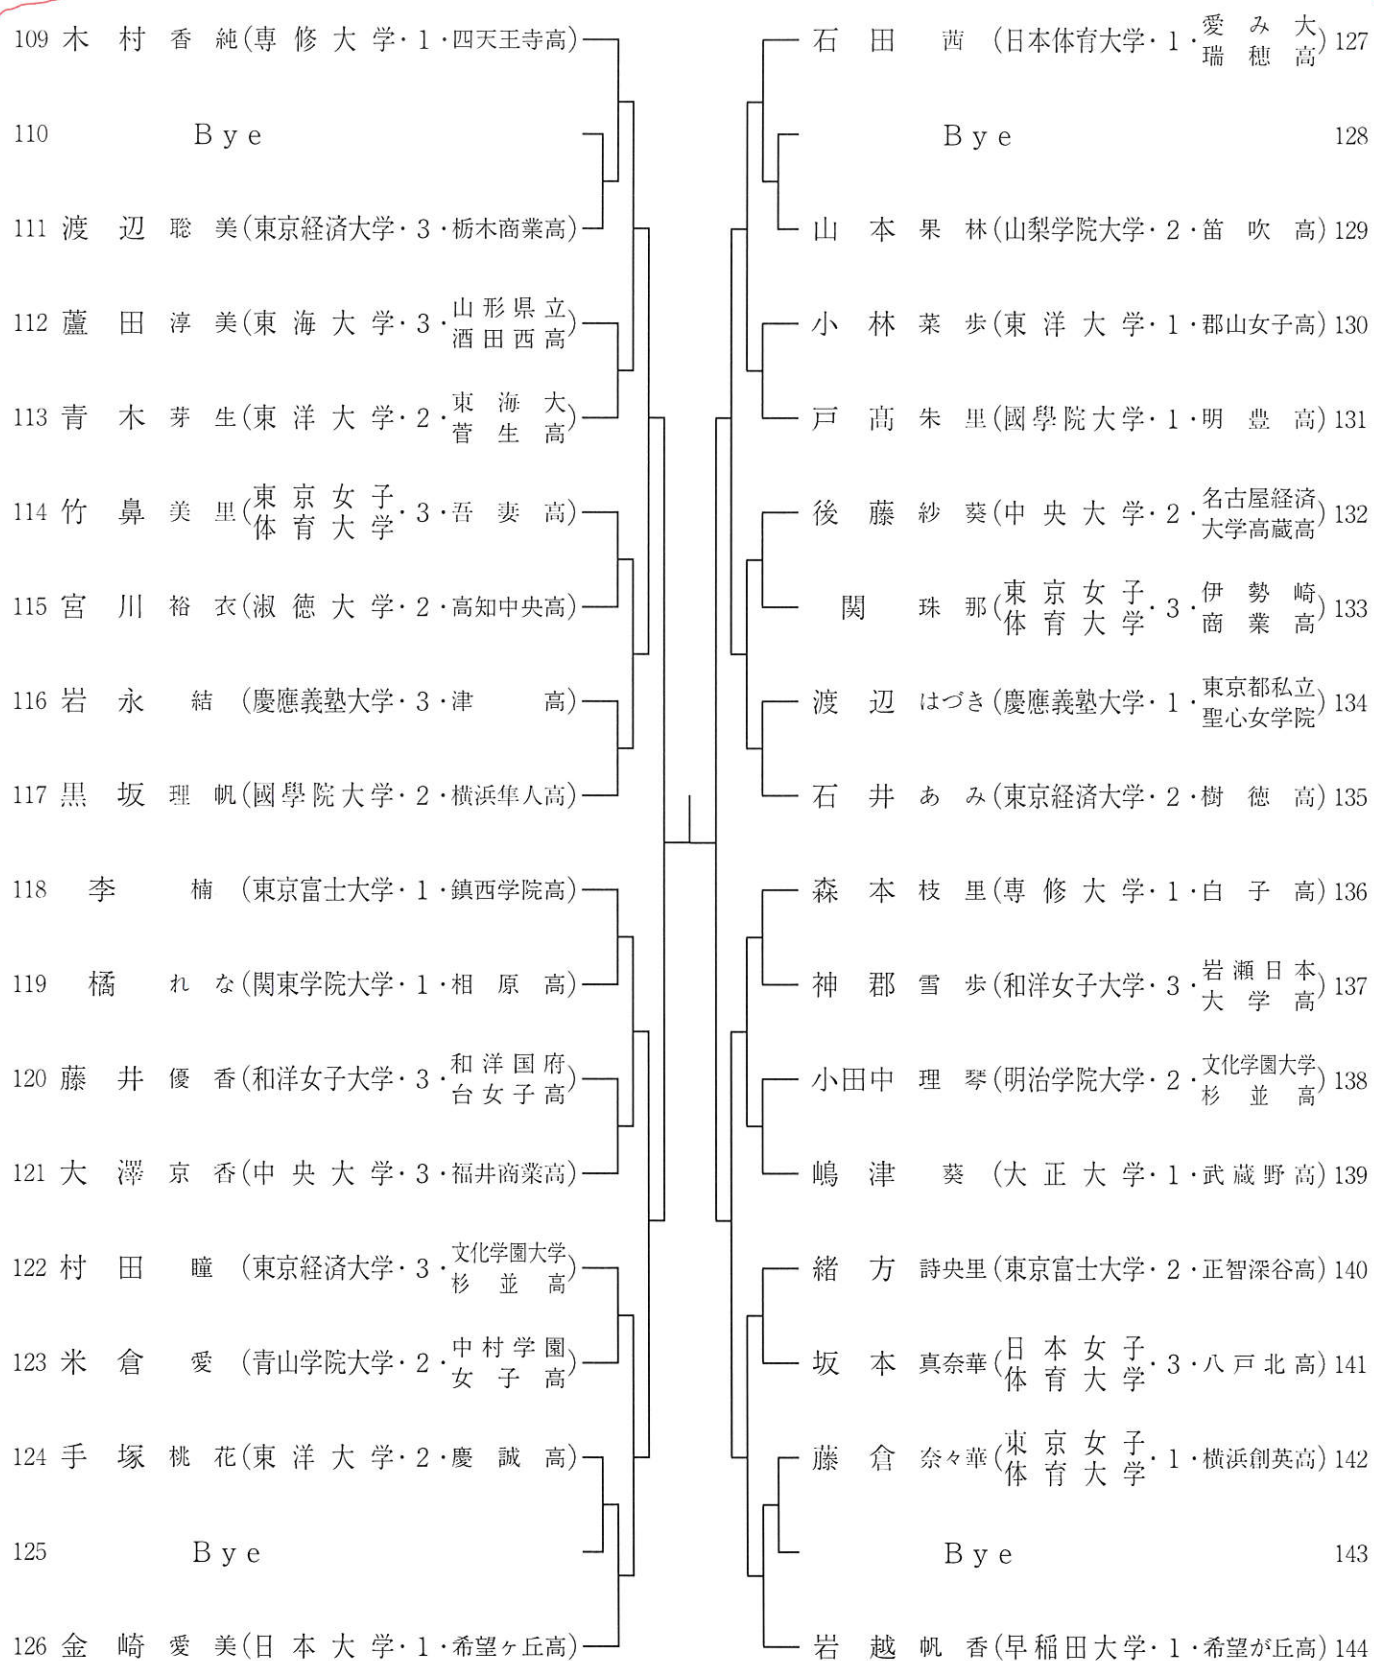 109 木村香純(専修大学・1・四天王寺高)
110 Bye
111 渡辺聡美(東京経済大学・3・栃木商業高)
112 蘆田淳美(東海大学・3・山形県立酒田西高)
113 青木芽生(東洋大学・2・東海大菅生高)
114 竹鼻美里(東京女子体育大学・3・吾妻高)
115 宮川裕衣(淑徳大学・2・高知中央高)
116 岩永結(慶應義塾大学・3・津高)
117 黒坂理帆(國學院大学・2・横浜隼人高)
118 李楠(東京富士大学・1・鎮西学院高)
119 橘れな(関東学院大学・1・相原高)
120 藤井優香(和洋女子大学・3・和洋国府台女子高)
121 大澤京香(中央大学・3・福井商業高)
122 村田瞳(東京経済大学・3・文化学園大学杉並高)
123 米倉愛(青山学院大学・2・中村学園女子高)
124 手塚桃花(東洋大学・2・慶誠高)
125 Bye
126 金崎愛美(日本大学・1・希望ヶ丘高)
石田茜(日本体育大学・1・愛み大瑞穂高) 127
Bye 128
山本果林(山梨学院大学・2・笛吹高) 129
小林菜歩(東洋大学・1・郡山女子高) 130
戸髙朱里(國學院大学・1・明豊高) 131
後藤紗葵(中央大学・2・名古屋経済大学高蔵高) 132
関珠那(東京女子体育大学・3・伊勢崎商業高) 133
渡辺はづき(慶應義塾大学・1・東京都私立聖心女学院) 134
石井あみ(東京経済大学・2・樹徳高) 135
森本枝里(専修大学・1・白子高) 136
神郡雪歩(和洋女子大学・3・岩瀬日本大学高) 137
小田中理琴(明治学院大学・2・文化学園大学杉並高) 138
嶋津葵(大正大学・1・武蔵野高) 139
緒方詩央里(東京富士大学・2・正智深谷高) 140
坂本真奈華(日本女子体育大学・3・八戸北高) 141
藤倉奈々華(東京女子体育大学・1・横浜創英高) 142
Bye 143
岩越帆香(早稲田大学・1・希望が丘高) 144